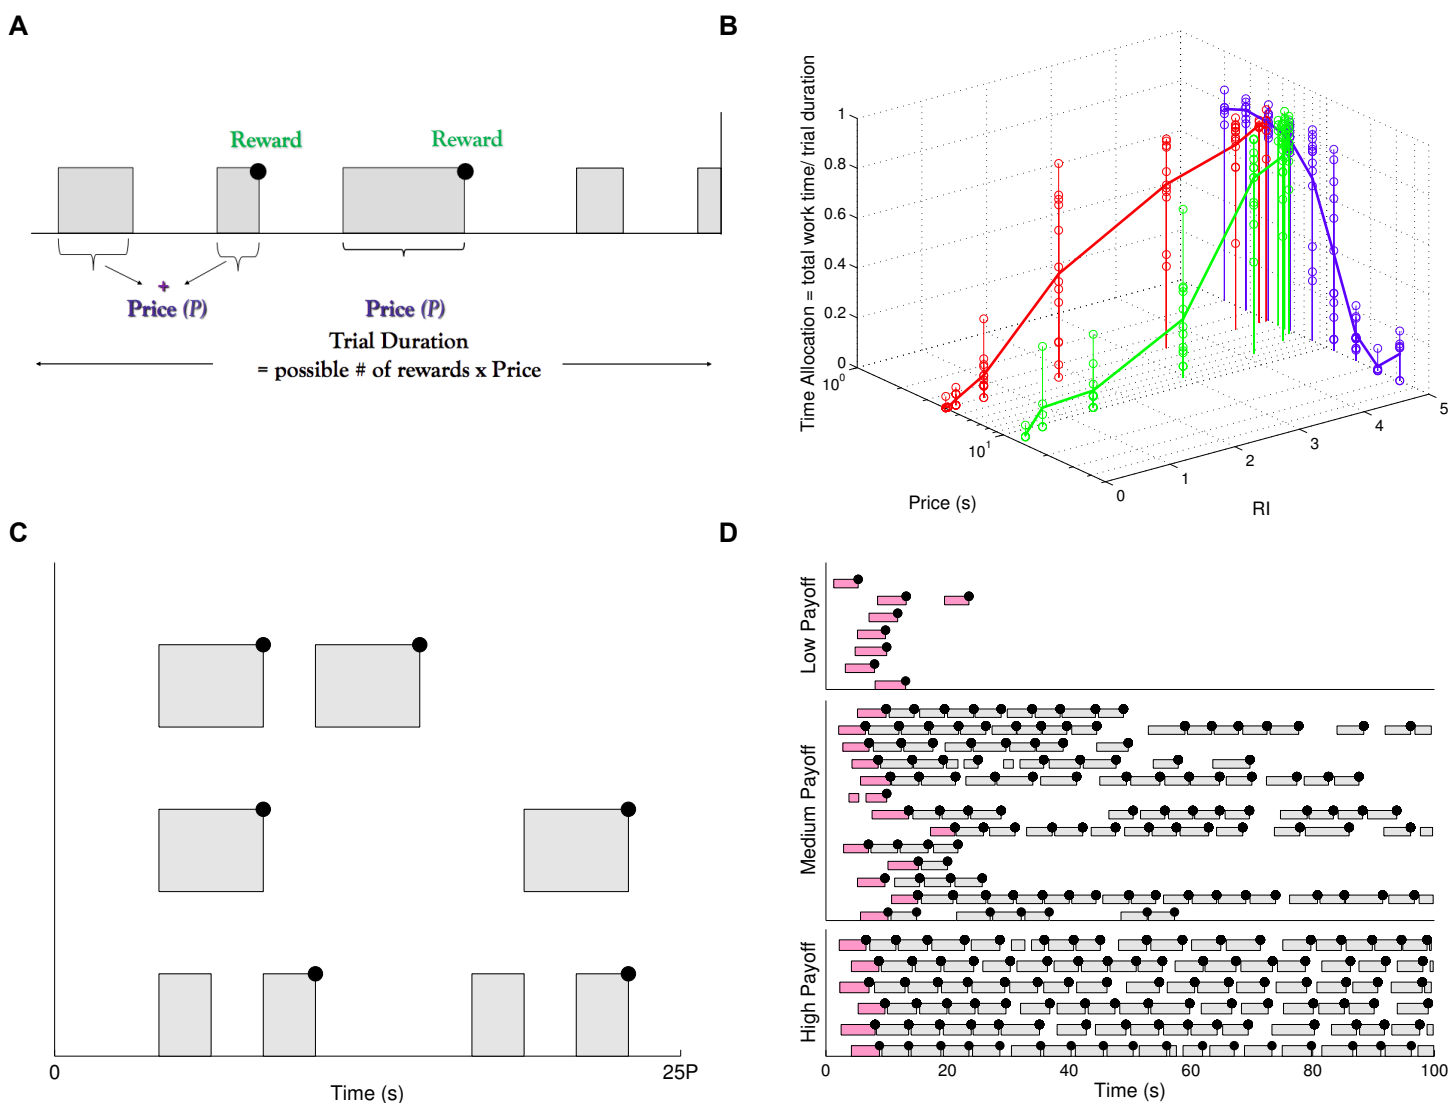 A
Reward
Reward
+
Price (P)
Price (P)
Trial Duration
= possible # of rewards x Price
B
Time Allocation = total work time/ trial duration
1
0.8
0.6
0.4
0.2
0
10^0
10^1
Price (s)
0
1
2
3
4
5
RI
C
0
25P
Time (s)
D
Low Payoff
Medium Payoff
High Payoff
0
20
40
60
80
100
Time (s)